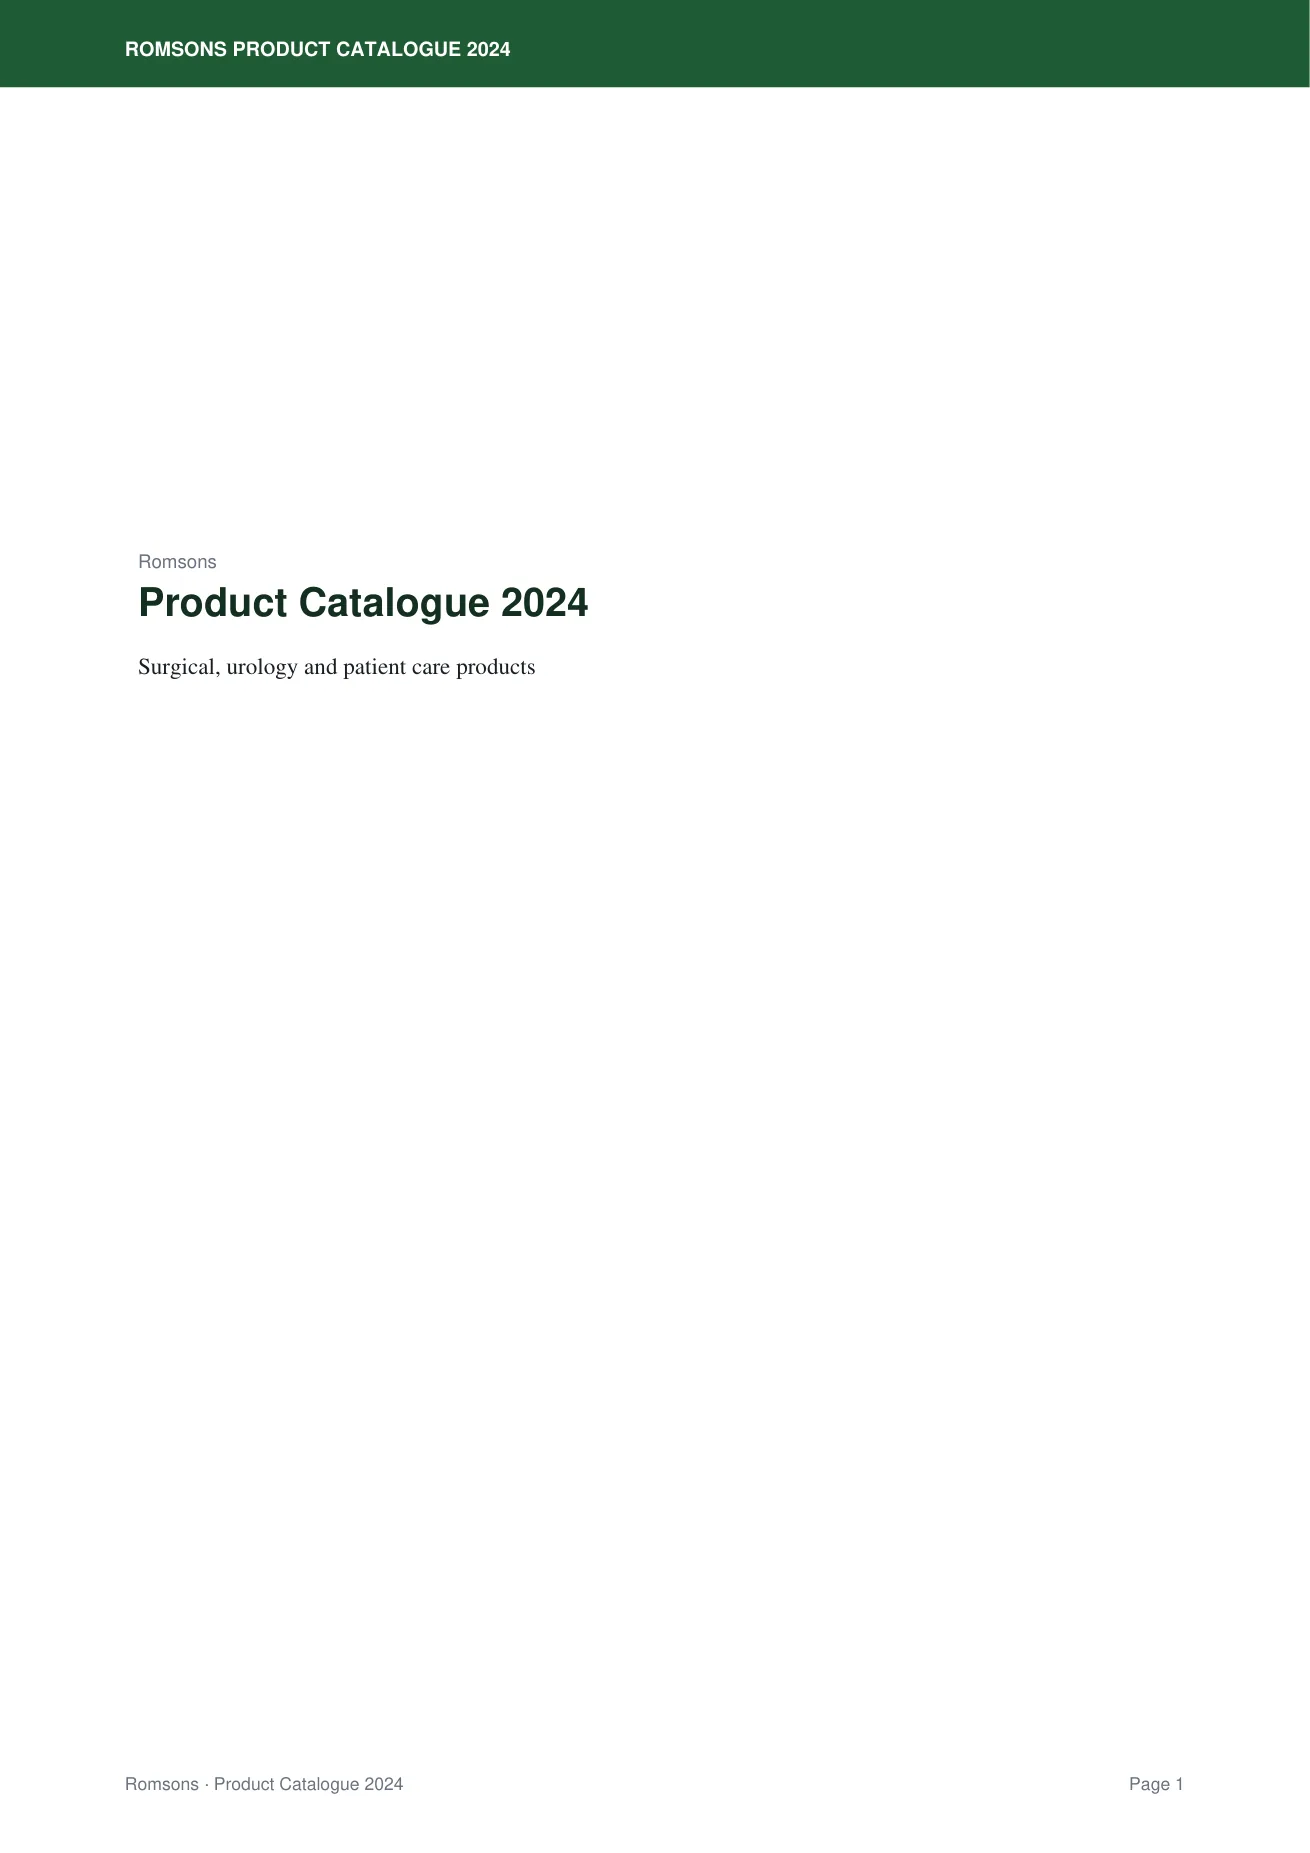 ROMSONS PRODUCT CATALOGUE 2024
Romsons
Product Catalogue 2024
Surgical, urology and patient care products
Romsons · Product Catalogue 2024 Page 1